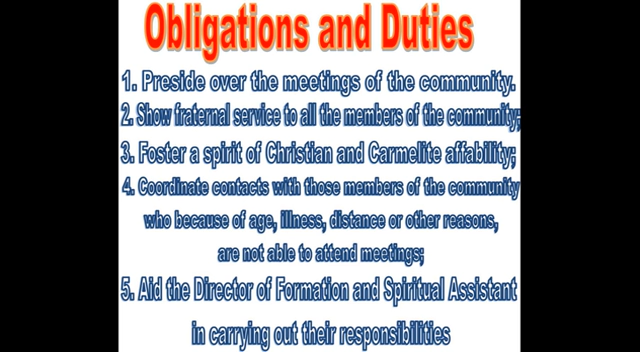 Obligations and Duties
1. Preside over the meetings of the community.
2. Show fraternal service to all the members of the community;
3. Foster a spirit of Christian and Carmelite affability;
4. Coordinate contacts with those members of the community
who because of age, illness, distance or other reasons,
are not able to attend meetings;
5. Aid the Director of Formation and Spiritual Assistant
in carrying out their responsibilities